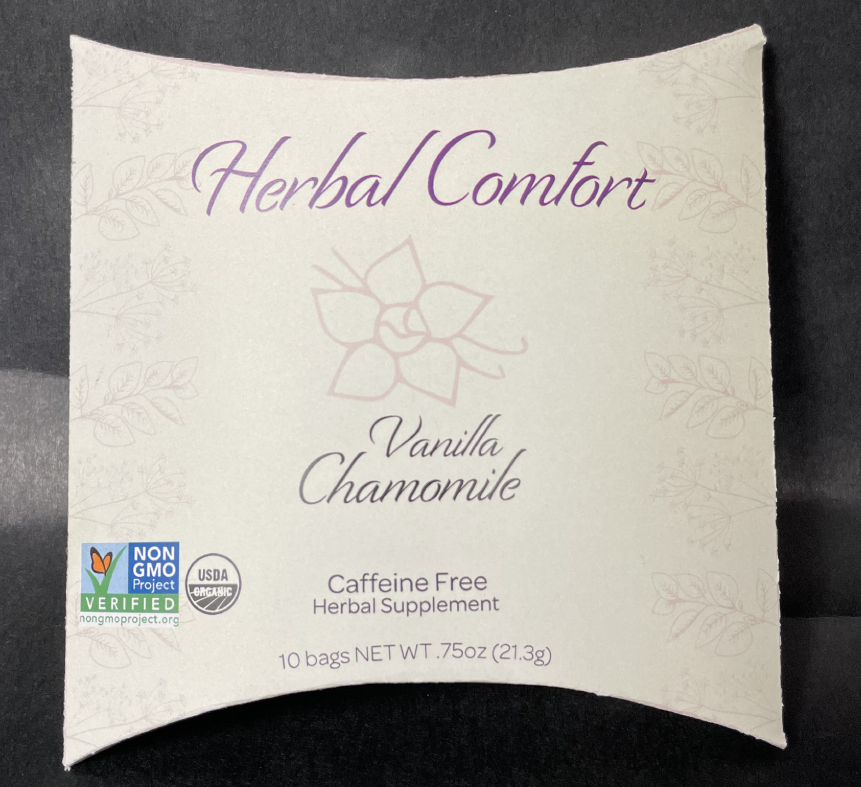 Herbal Comfort
Vanilla
Chamomile
NON
GMO
Project
VERIFIED
nongmoproject.org
USDA
ORGANIC
Caffeine Free
Herbal Supplement
10 bags NET WT .75oz (21.3g)